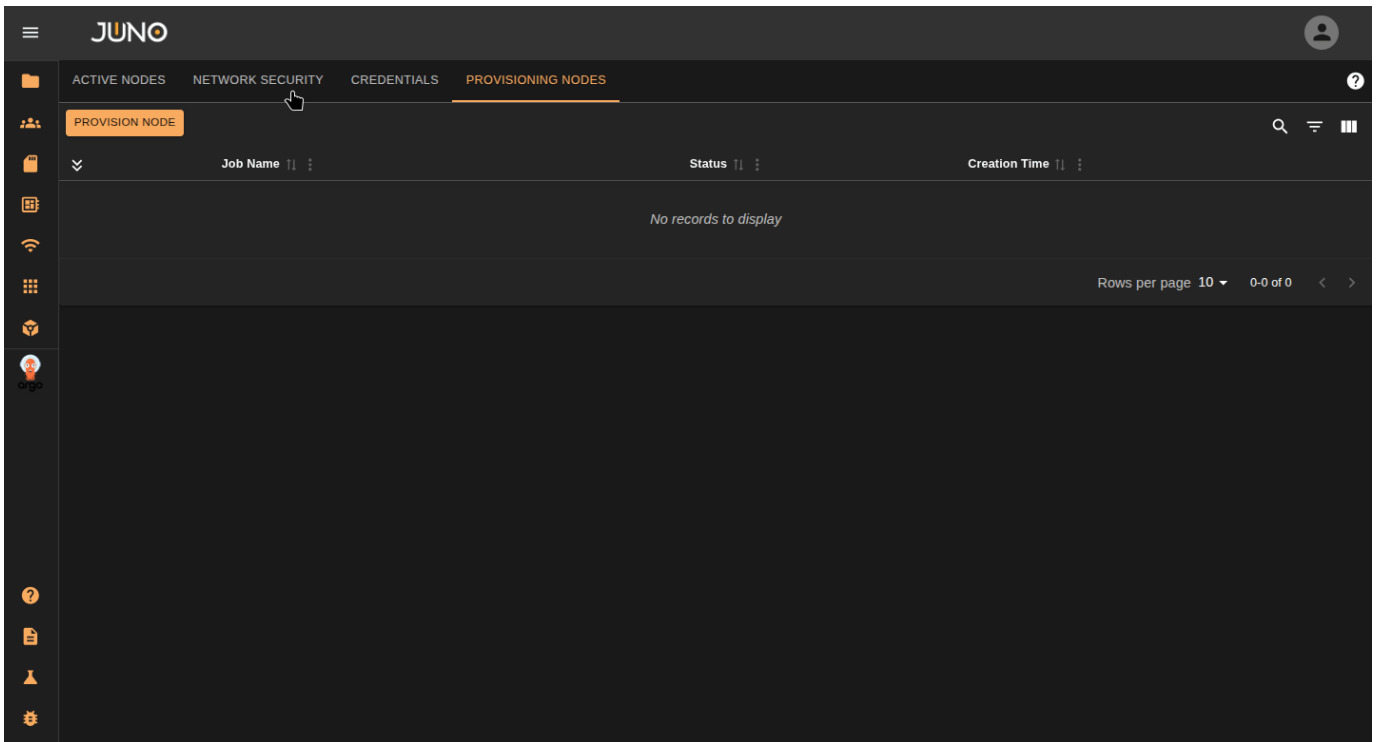 JUNO
ACTIVE NODES NETWORK SECURITY CREDENTIALS PROVISIONING NODES
PROVISION NODE
Job Name Status Creation Time
No records to display
Rows per page 10 0-0 of 0
argo